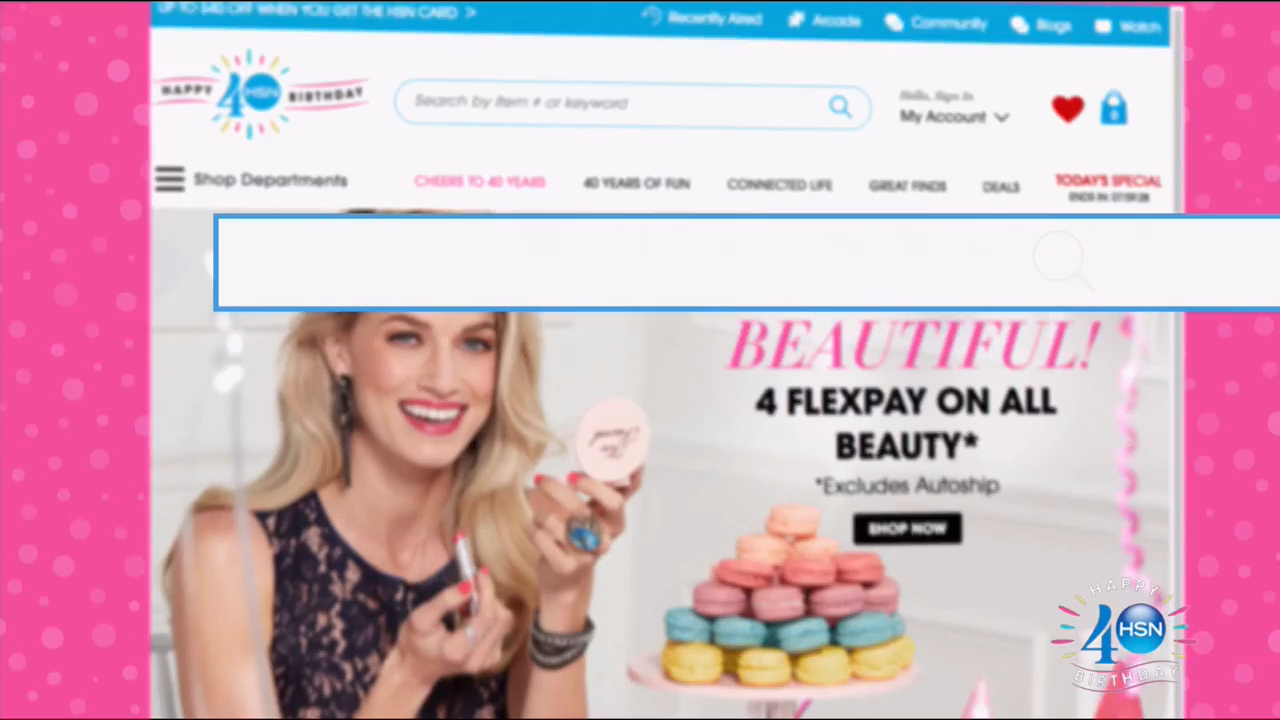 UP TO $40 OFF WHEN YOU GET THE HSN CARD >
Recently Aired
Arcade
Community
Blogs
Watch
HAPPY 40 HSN BIRTHDAY
Search by item # or keyword
Hello, Sign In
My Account
0
Shop Departments
CHEERS TO 40 YEARS
40 YEARS OF FUN
CONNECTED LIFE
GREAT FINDS
DEALS
TODAY'S SPECIAL
BEAUTIFUL!
4 FLEXPAY ON ALL
BEAUTY*
*Excludes Autoship
SHOP NOW
HAPPY
40 HSN
BIRTHDAY